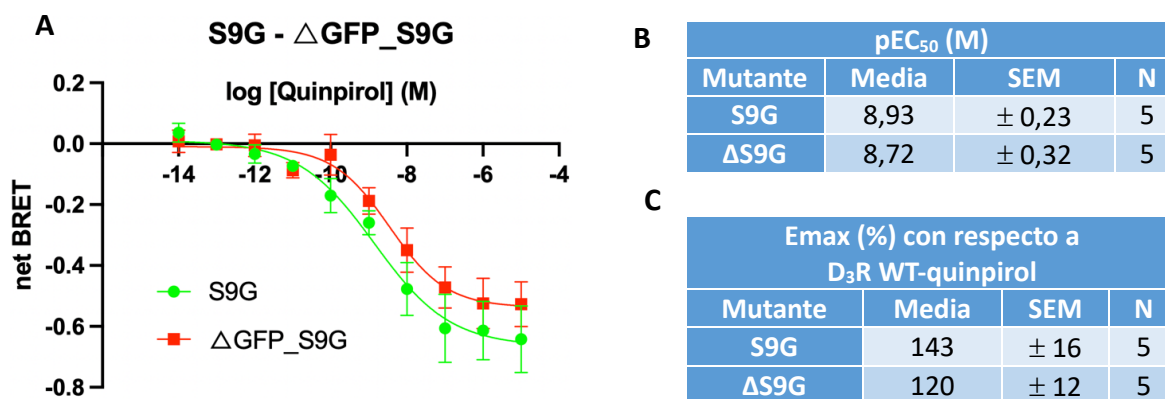 A
S9G - △GFP_S9G
log [Quinpirol] (M)
0.2
0.0
-0.2
-0.4
-0.6
-0.8
-14
-12
-10
-8
-6
-4
net BRET
S9G
△GFP_S9G
B
pEC50 (M)
Mutante Media SEM N
S9G 8,93 ± 0,23 5
ΔS9G 8,72 ± 0,32 5
C
Emax (%) con respecto a
D3R WT-quinpirol
Mutante Media SEM N
S9G 143 ± 16 5
ΔS9G 120 ± 12 5